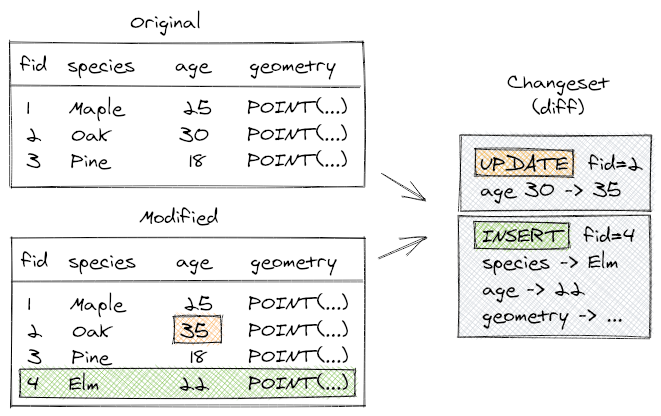 Original
fid species age geometry
1 Maple 25 POINT(...)
2 Oak 30 POINT(...)
3 Pine 18 POINT(...)
Modified
fid species age geometry
1 Maple 25 POINT(...)
2 Oak 35 POINT(...)
3 Pine 18 POINT(...)
4 Elm 22 POINT(...)
Changeset
(diff)
UPDATE fid=2
age 30 -> 35
INSERT fid=4
species -> Elm
age -> 22
geometry -> ...